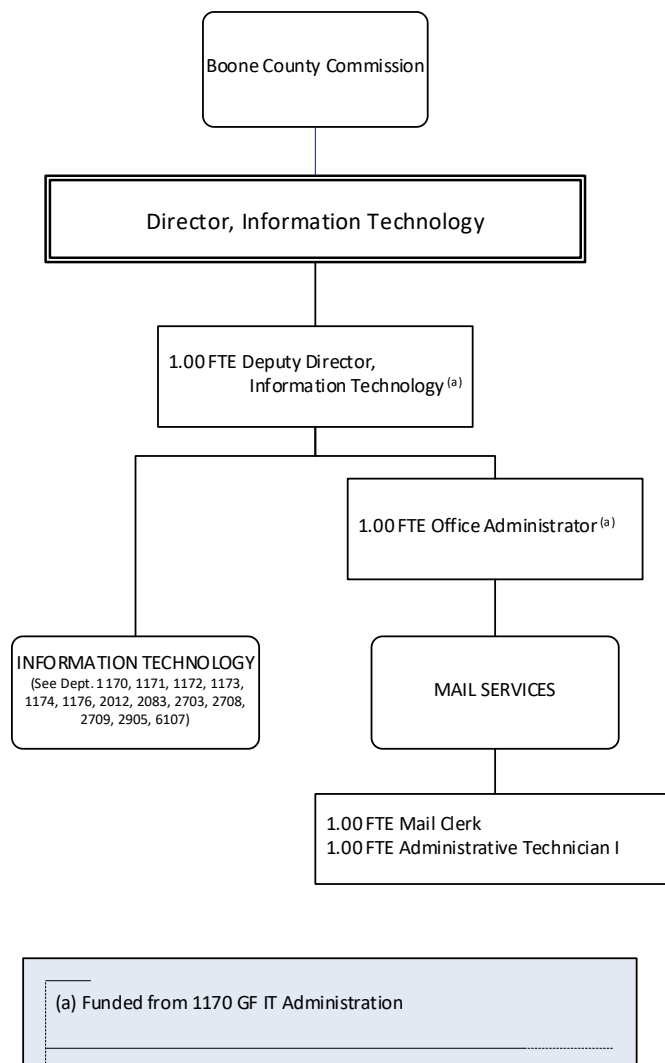 Boone County Commission
Director, Information Technology
1.00 FTE Deputy Director,
Information Technology (a)
1.00 FTE Office Administrator (a)
INFORMATION TECHNOLOGY
(See Dept. 1170, 1171, 1172, 1173,
1174, 1176, 2012, 2083, 2703, 2708,
2709, 2905, 6107)
MAIL SERVICES
1.00 FTE Mail Clerk
1.00 FTE Administrative Technician I
(a) Funded from 1170 GF IT Administration